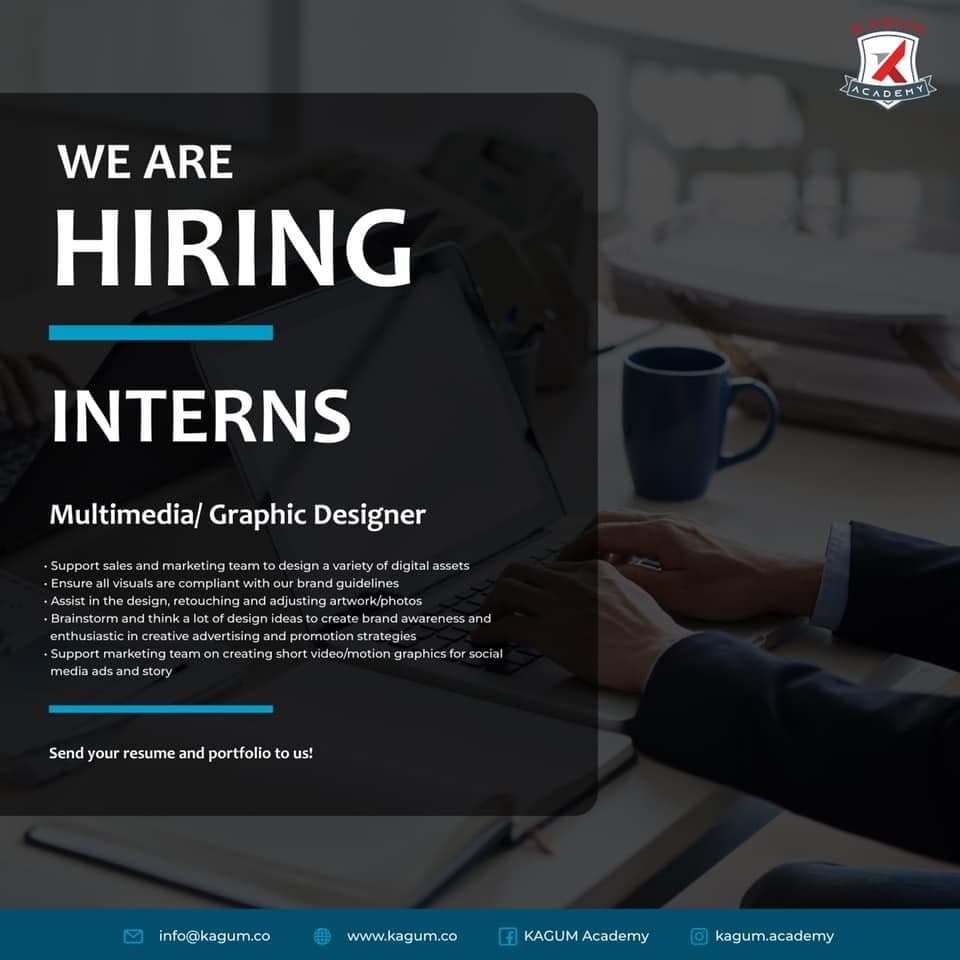 KAGUM
ACADEMY
WE ARE
HIRING
INTERNS
Multimedia/ Graphic Designer
• Support sales and marketing team to design a variety of digital assets
• Ensure all visuals are compliant with our brand guidelines
• Assist in the design, retouching and adjusting artwork/photos
• Brainstorm and think a lot of design ideas to create brand awareness and
enthusiastic in creative advertising and promotion strategies
• Support marketing team on creating short video/motion graphics for social
media ads and story
Send your resume and portfolio to us!
info@kagum.co www.kagum.co KAGUM Academy kagum.academy